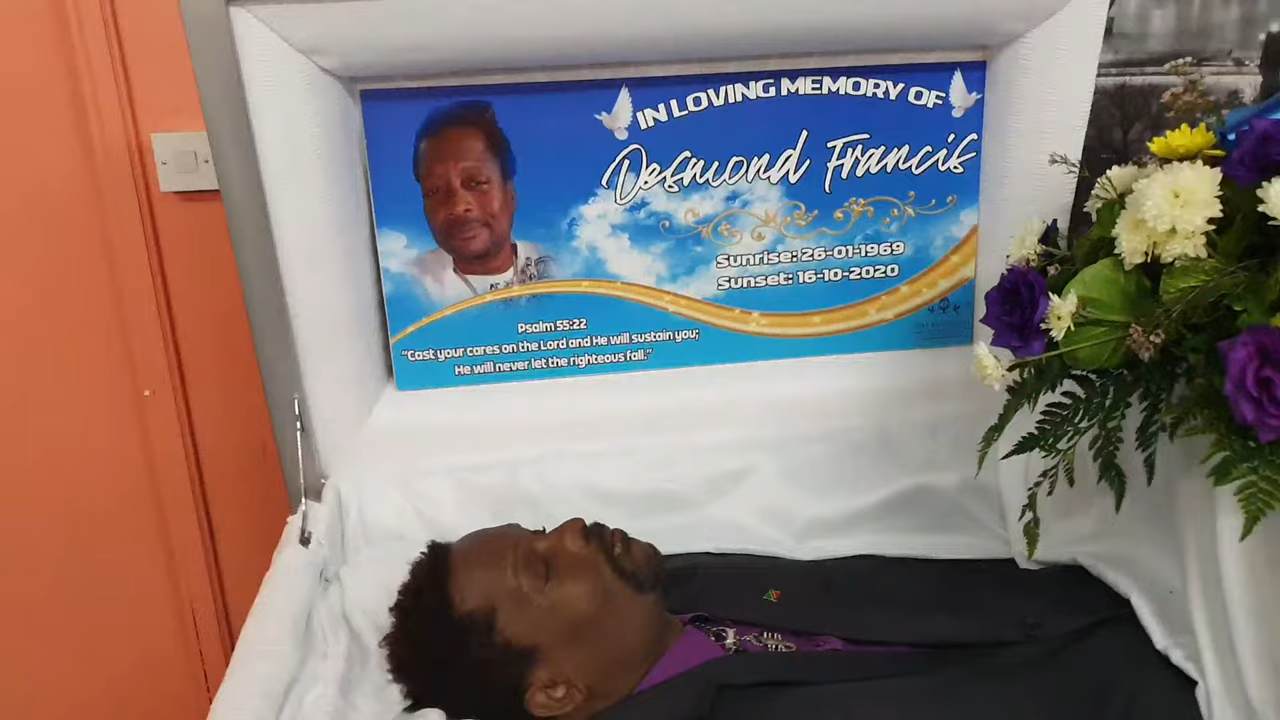 IN LOVING MEMORY OF
Desmond Francis
Sunrise: 26-01-1969
Sunset: 16-10-2020
Psalm 55:22
"Cast your cares on the Lord and He will sustain you;
He will never let the righteous fall."